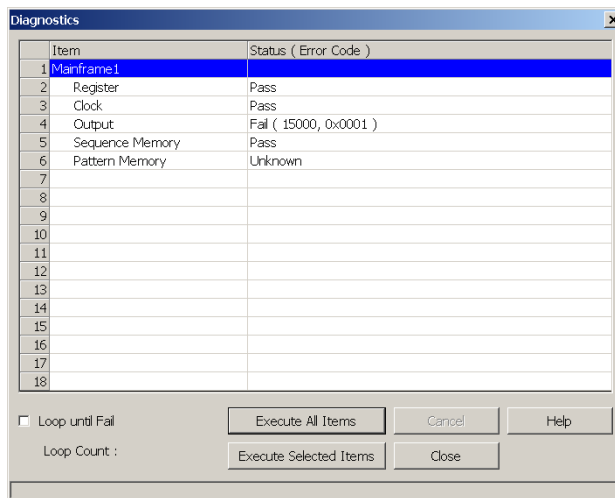 Diagnostics
Item Status ( Error Code )
1 Mainframe1
2 Register Pass
3 Clock Pass
4 Output Fail ( 15000, 0x0001 )
5 Sequence Memory Pass
6 Pattern Memory Unknown
7
8
9
10
11
12
13
14
15
16
17
18
Loop until Fail Execute All Items Cancel Help
Loop Count : Execute Selected Items Close